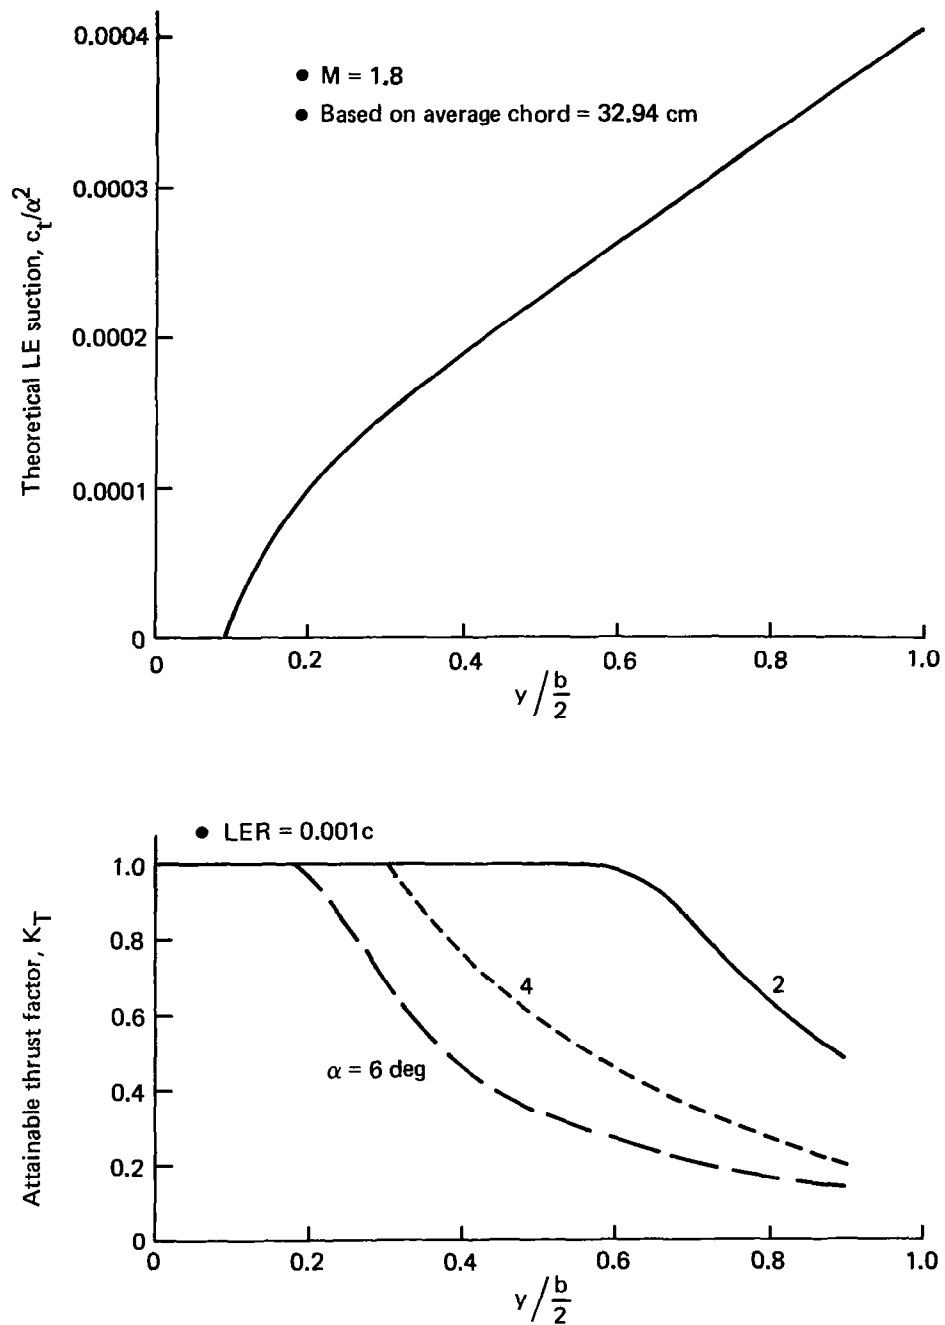 0.0004
0.0003
0.0002
0.0001
0
Theoretical LE suction, c_t/α²
● M = 1.8
● Based on average chord = 32.94 cm
0 0.2 0.4 0.6 0.8 1.0
y / b/2
● LER = 0.001c
1.0
0.8
0.6
0.4
0.2
0
Attainable thrust factor, K_T
2
4
α = 6 deg
0 0.2 0.4 0.6 0.8 1.0
y / b/2